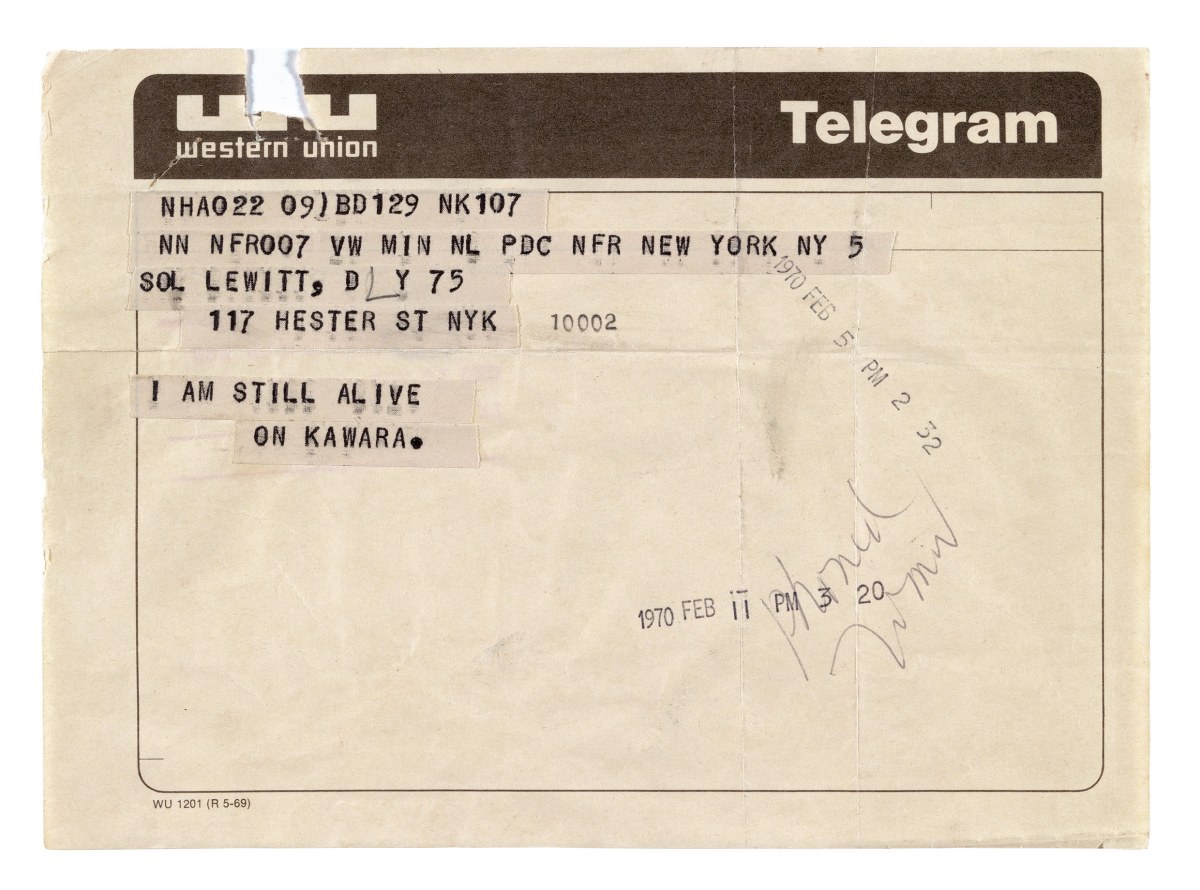 western union
Telegram
NHA022 09)BD129 NK107
NN NFR007 VW MIN NL PDC NFR NEW YORK NY 5
SOL LEWITT, DLY 75
117 HESTER ST NYK 10002
1970 FEB 5 PM 2 32
I AM STILL ALIVE
ON KAWARA.
phoned
1970 FEB 11 PM 3 20
WU 1201 (R 5-69)